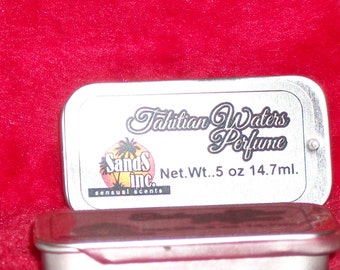 Tahitian Waters
Perfume
Sands
Inc.
sensual scents
Net.Wt..5 oz 14.7ml.